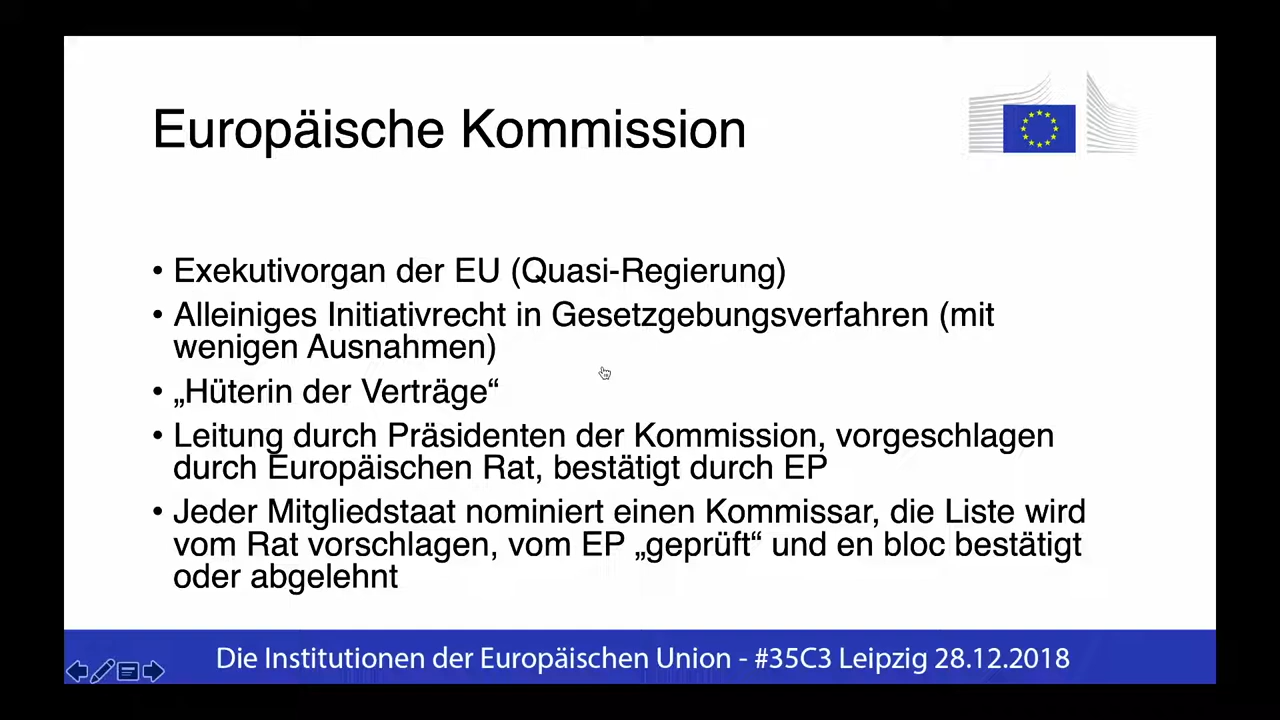 Europäische Kommission
• Exekutivorgan der EU (Quasi-Regierung)
• Alleiniges Initiativrecht in Gesetzgebungsverfahren (mit
wenigen Ausnahmen)
• „Hüterin der Verträge“
• Leitung durch Präsidenten der Kommission, vorgeschlagen
durch Europäischen Rat, bestätigt durch EP
• Jeder Mitgliedstaat nominiert einen Kommissar, die Liste wird
vom Rat vorschlagen, vom EP „geprüft“ und en bloc bestätigt
oder abgelehnt
Die Institutionen der Europäischen Union - #35C3 Leipzig 28.12.2018